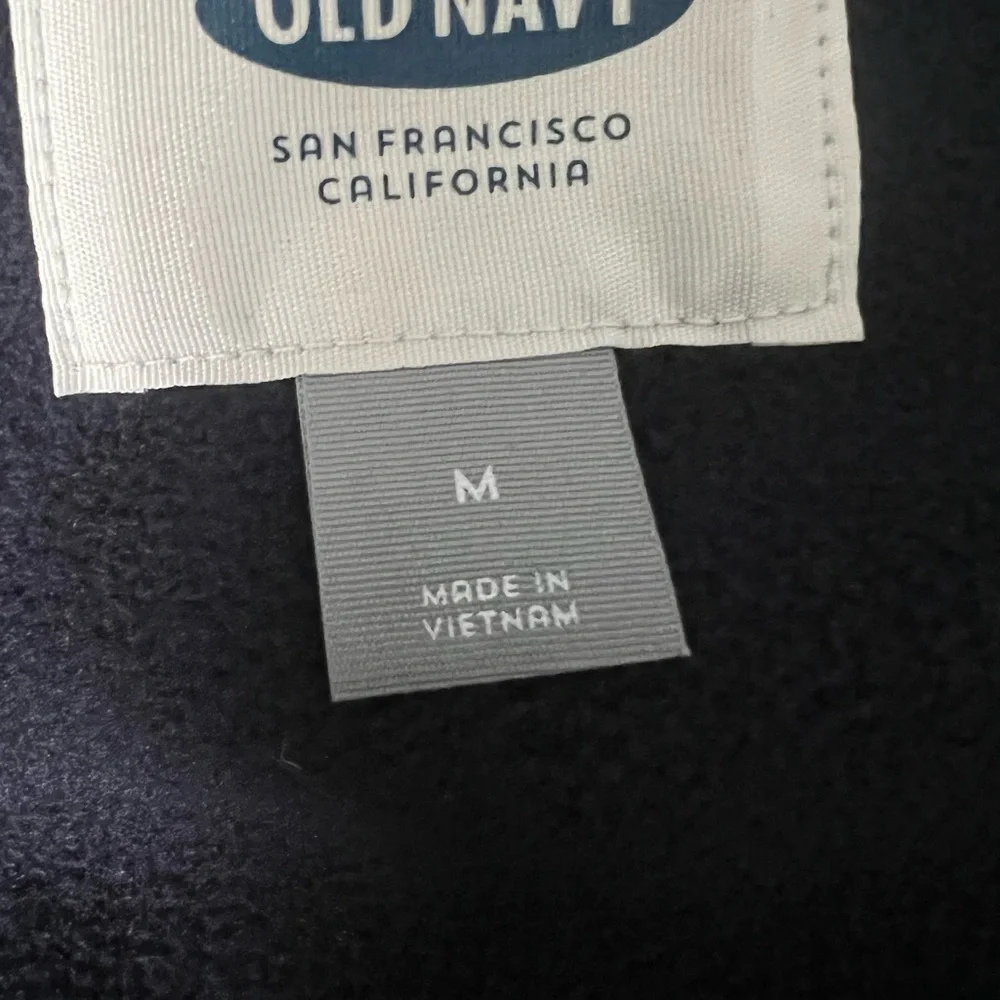 OLD NAVY
SAN FRANCISCO
CALIFORNIA
M
MADE IN
VIETNAM